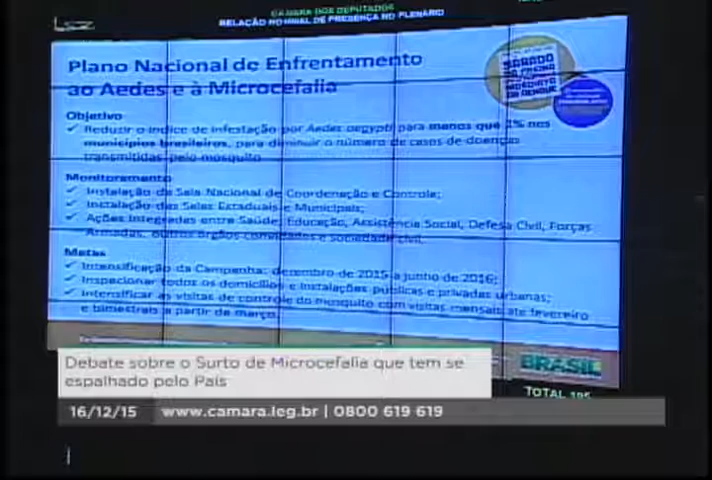 CÂMARA DOS DEPUTADOS
RELAÇÃO NOMINAL DE PRESENÇA NO PLENÁRIO
Plano Nacional de Enfrentamento
ao Aedes e à Microcefalia
SÁBADO
DA FAXINA
Objetivo
✓ Reduzir o índice de infestação por Aedes aegypti para menos que 1% nos
municípios brasileiros, para diminuir o número de casos de doenças
transmitidas pelo mosquito
Monitoramento
✓ Instalação da Sala Nacional de Coordenação e Controle;
✓ Instalação das Salas Estaduais e Municipais;
✓ Ações integradas entre Saúde, Educação, Assistência Social, Defesa Civil, Forças
Armadas, outros órgãos convidados e sociedade civil.
Metas
✓ Intensificação da Campanha: dezembro de 2015 a junho de 2016;
✓ Inspecionar todos os domicílios e instalações públicas e privadas urbanas;
✓ Intensificar as visitas de controle do mosquito com visitas mensais até fevereiro
e bimestrais a partir de março.
BRASIL
Debate sobre o Surto de Microcefalia que tem se
espalhado pelo País
TOTAL 195
16/12/15 www.camara.leg.br | 0800 619 619